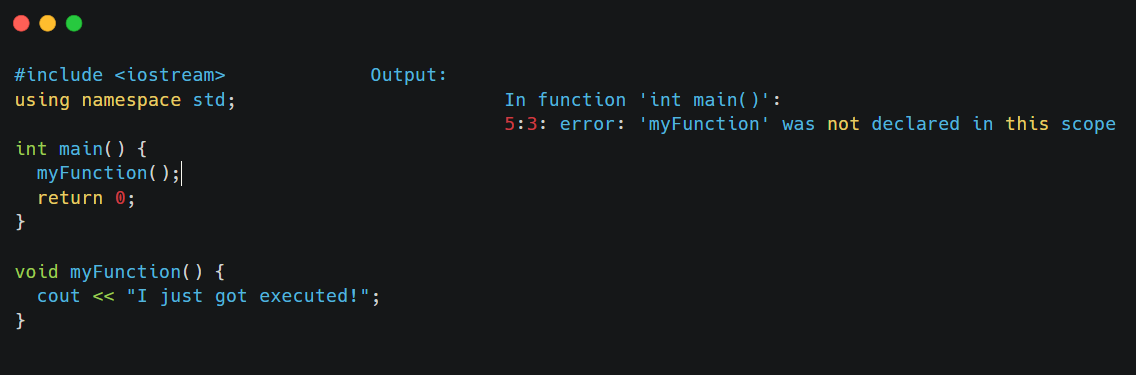 #include <iostream>
using namespace std;
int main() {
  myFunction();
  return 0;
}
void myFunction() {
  cout << "I just got executed!";
}
Output:
In function 'int main()':
5:3: error: 'myFunction' was not declared in this scope